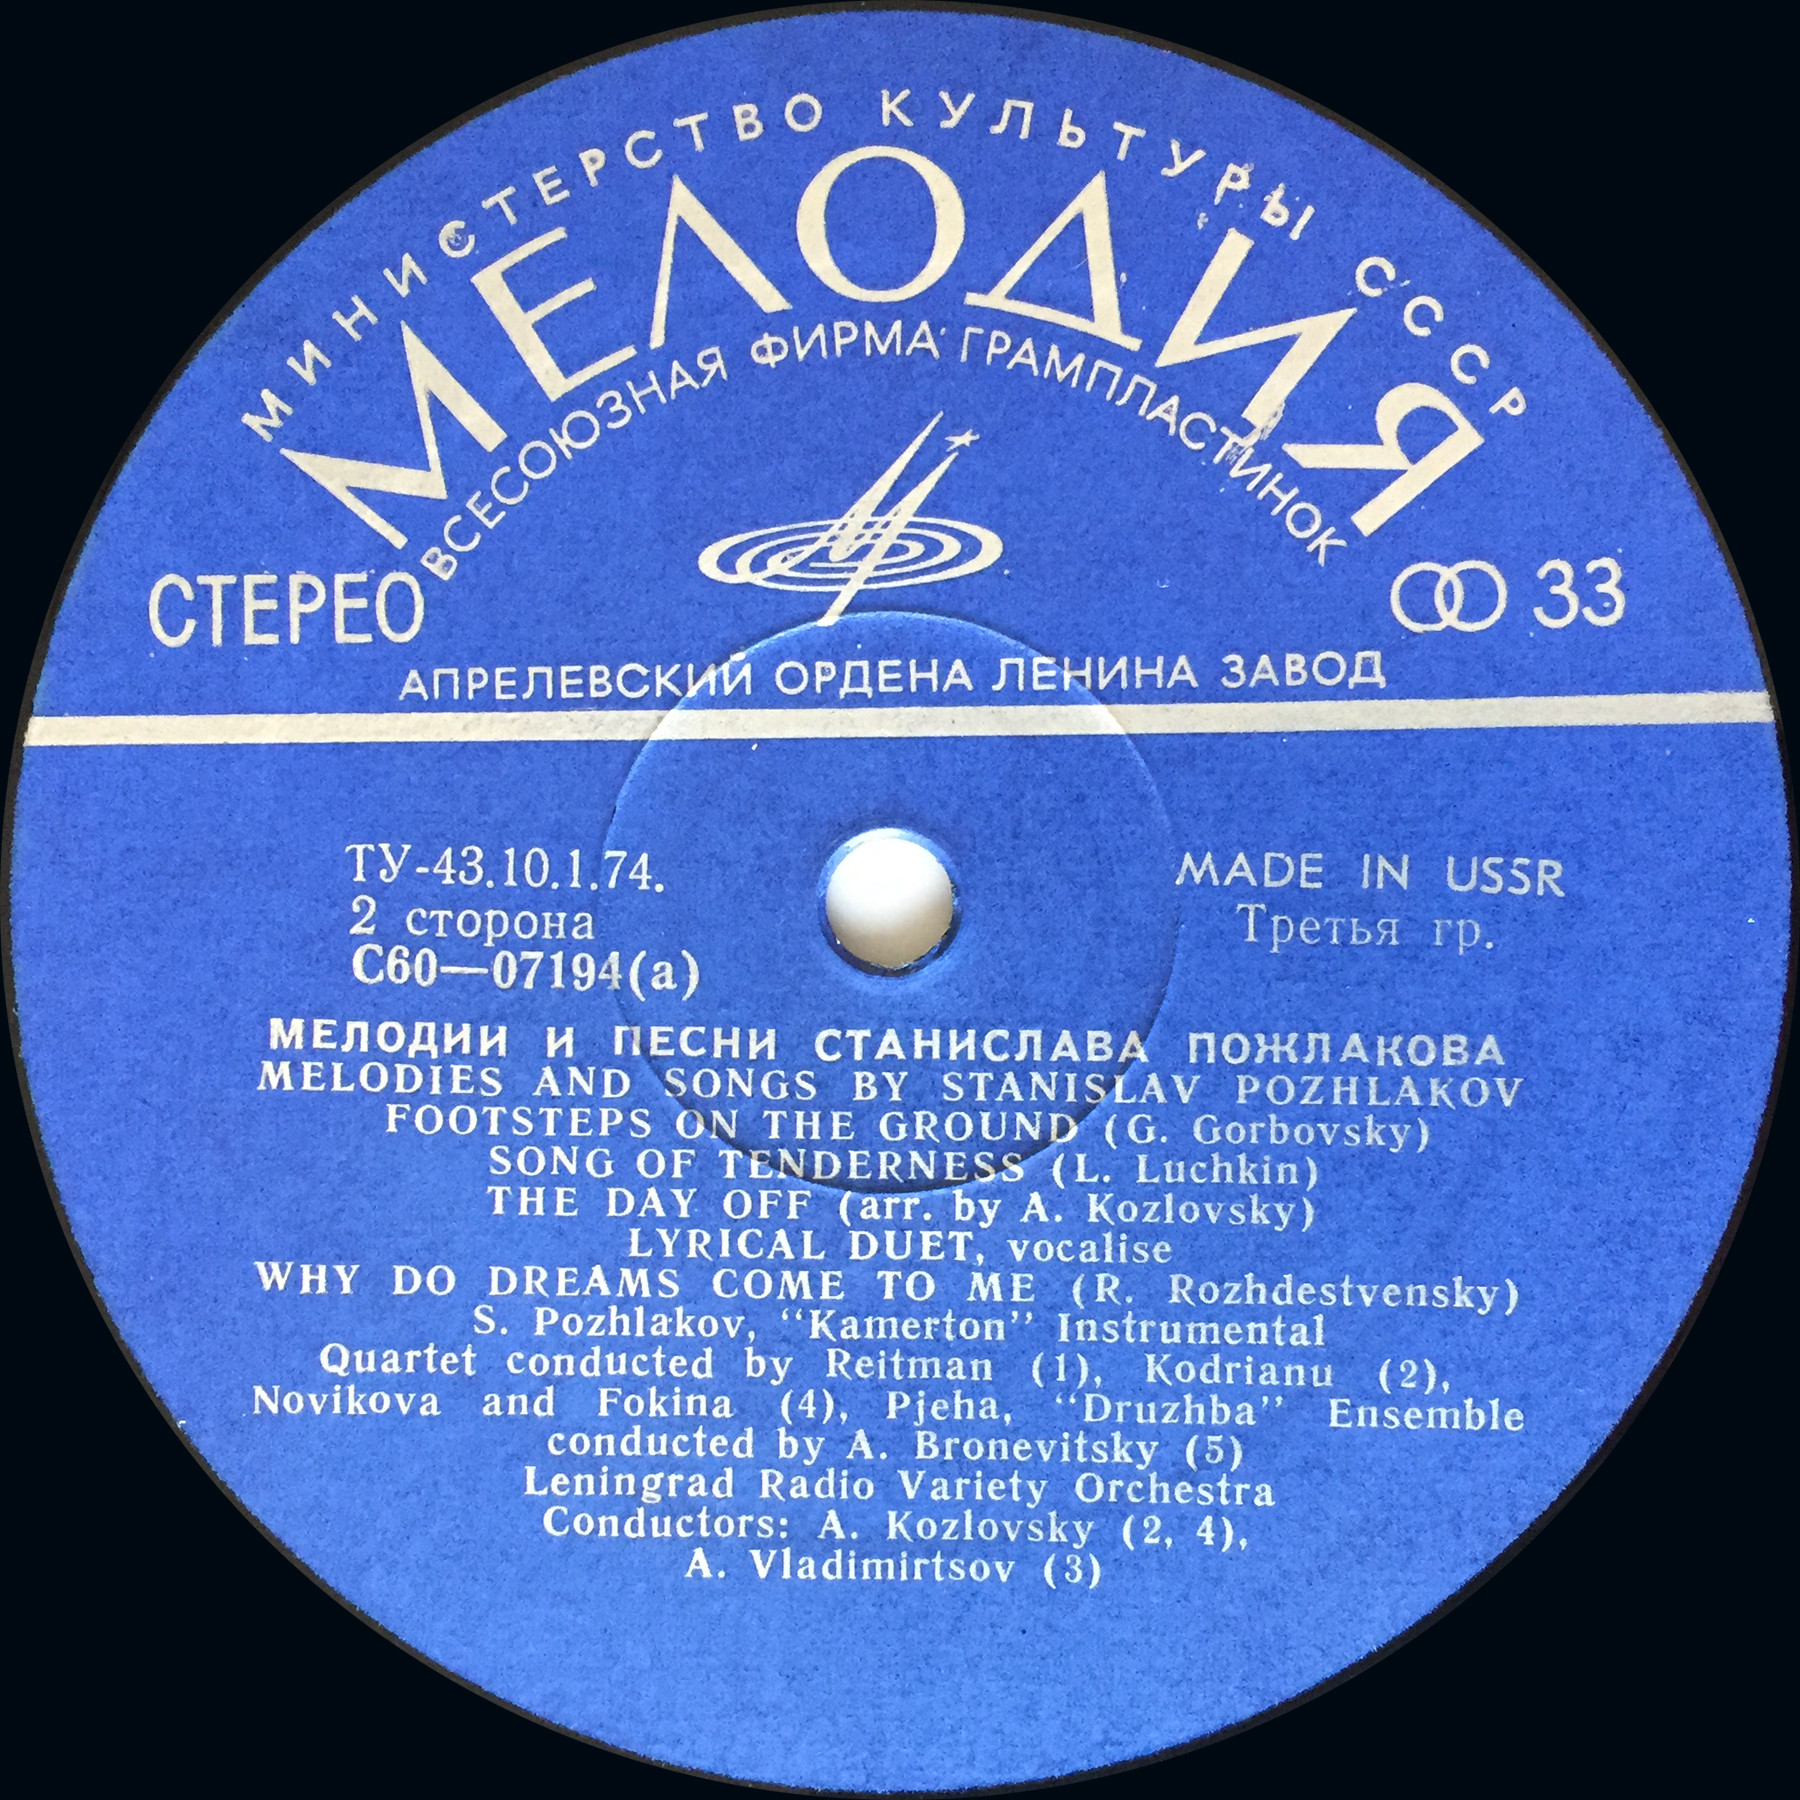 МИНИСТЕРСТВО КУЛЬТУРЫ СССР
МЕЛОДИЯ
ВСЕСОЮЗНАЯ ФИРМА ГРАМПЛАСТИНОК
СТЕРЕО
33
АПРЕЛЕВСКИЙ ОРДЕНА ЛЕНИНА ЗАВОД
ТУ-43.10.1.74.
2 сторона
С60—07194(а)
MADE IN USSR
Третья гр.
МЕЛОДИИ И ПЕСНИ СТАНИСЛАВА ПОЖЛАКОВА
MELODIES AND SONGS BY STANISLAV POZHLAKOV
FOOTSTEPS ON THE GROUND (G. Gorbovsky)
SONG OF TENDERNESS (L. Luchkin)
THE DAY OFF (arr. by A. Kozlovsky)
LYRICAL DUET, vocalise
WHY DO DREAMS COME TO ME (R. Rozhdestvensky)
S. Pozhlakov, “Kamerton” Instrumental
Quartet conducted by Reitman (1), Kodrianu (2),
Novikova and Fokina (4), Pjeha, “Druzhba” Ensemble
conducted by A. Bronevitsky (5)
Leningrad Radio Variety Orchestra
Conductors: A. Kozlovsky (2, 4),
A. Vladimirtsov (3)